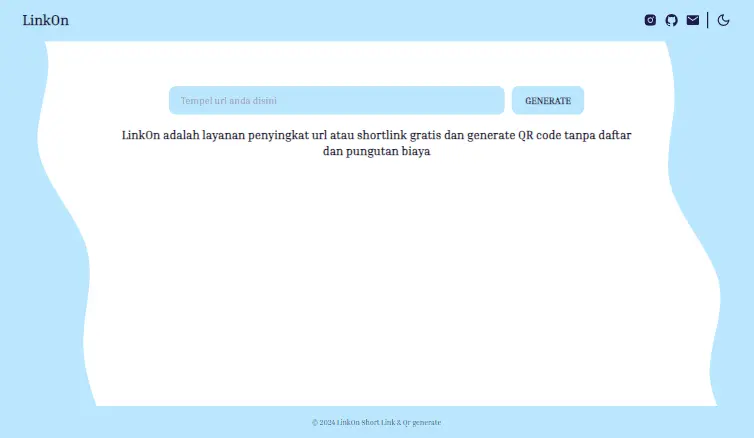 LinkOn
Tempel url anda disini
GENERATE
LinkOn adalah layanan penyingkat url atau shortlink gratis dan generate QR code tanpa daftar
dan pungutan biaya
© 2024 LinkOn Short Link & Qr generate